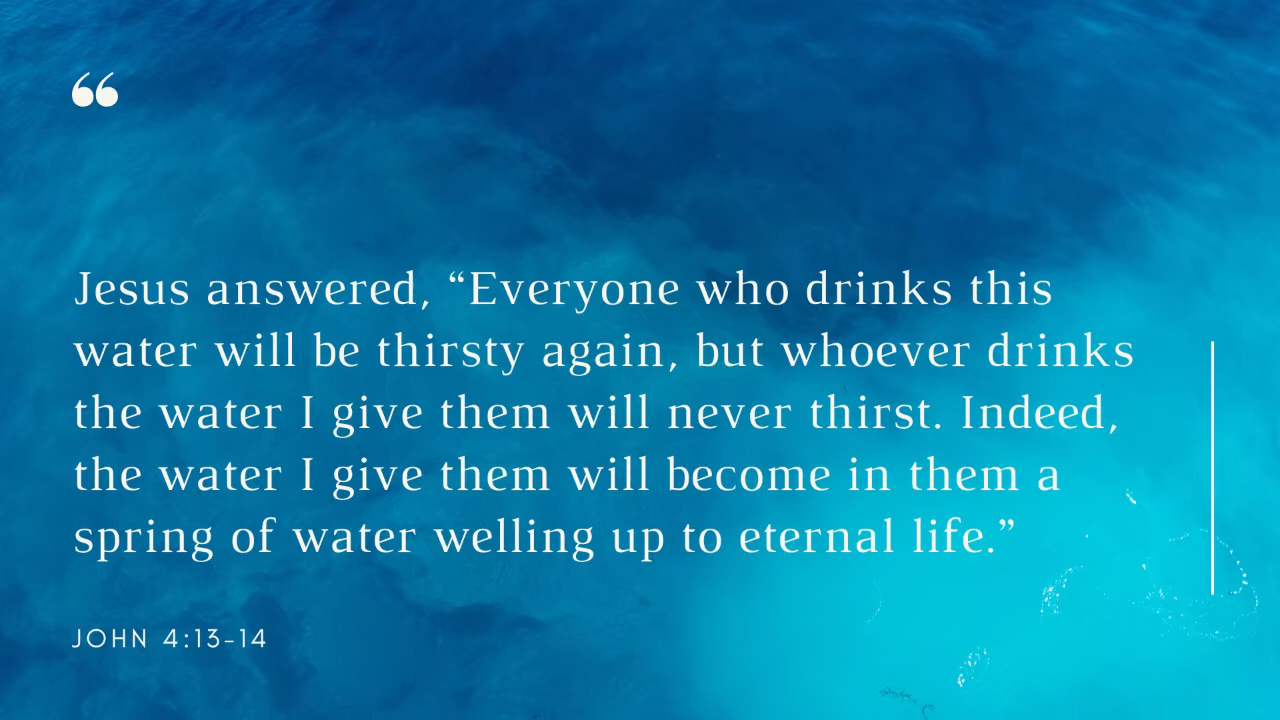 “
Jesus answered, “Everyone who drinks this
water will be thirsty again, but whoever drinks
the water I give them will never thirst. Indeed,
the water I give them will become in them a
spring of water welling up to eternal life.”
JOHN 4:13-14